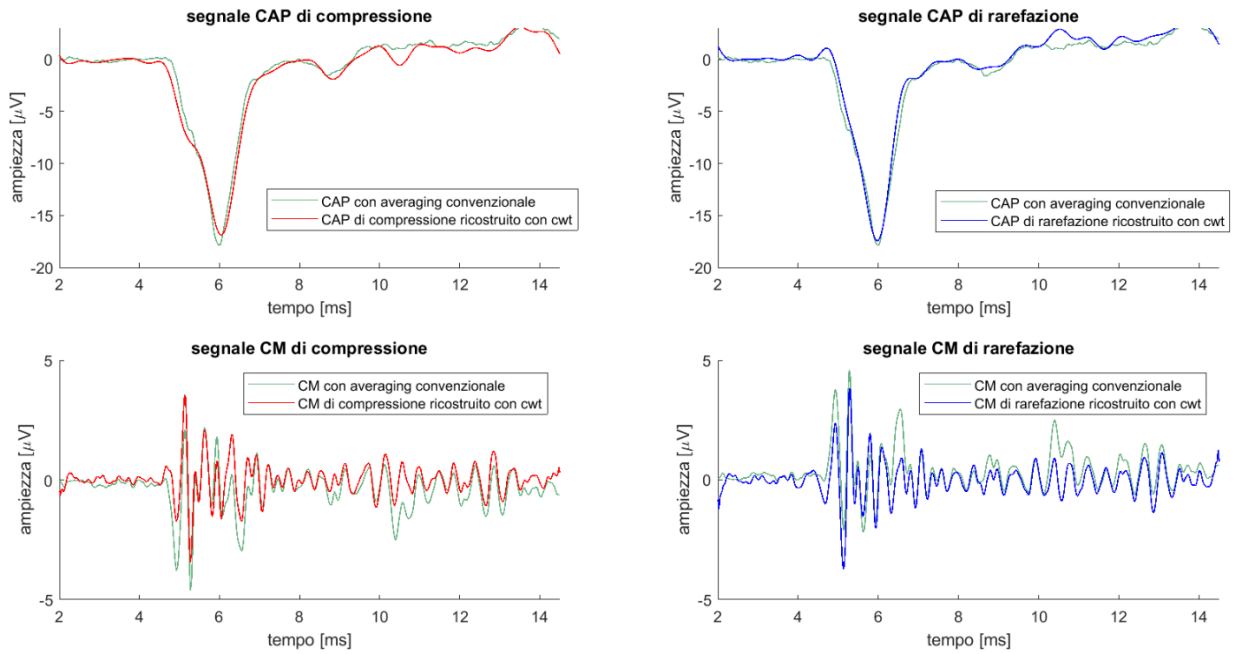 segnale CAP di compressione
0
-5
-10
-15
-20
ampiezza [μV]
CAP con averaging convenzionale
CAP di compressione ricostruito con cwt
2 4 6 8 10 12 14
tempo [ms]
segnale CAP di rarefazione
0
-5
-10
-15
-20
ampiezza [μV]
CAP con averaging convenzionale
CAP di rarefazione ricostruito con cwt
2 4 6 8 10 12 14
tempo [ms]
segnale CM di compressione
5
0
-5
ampiezza [μV]
CM con averaging convenzionale
CM di compressione ricostruito con cwt
2 4 6 8 10 12 14
tempo [ms]
segnale CM di rarefazione
5
0
-5
ampiezza [μV]
CM con averaging convenzionale
CM di rarefazione ricostruito con cwt
2 4 6 8 10 12 14
tempo [ms]